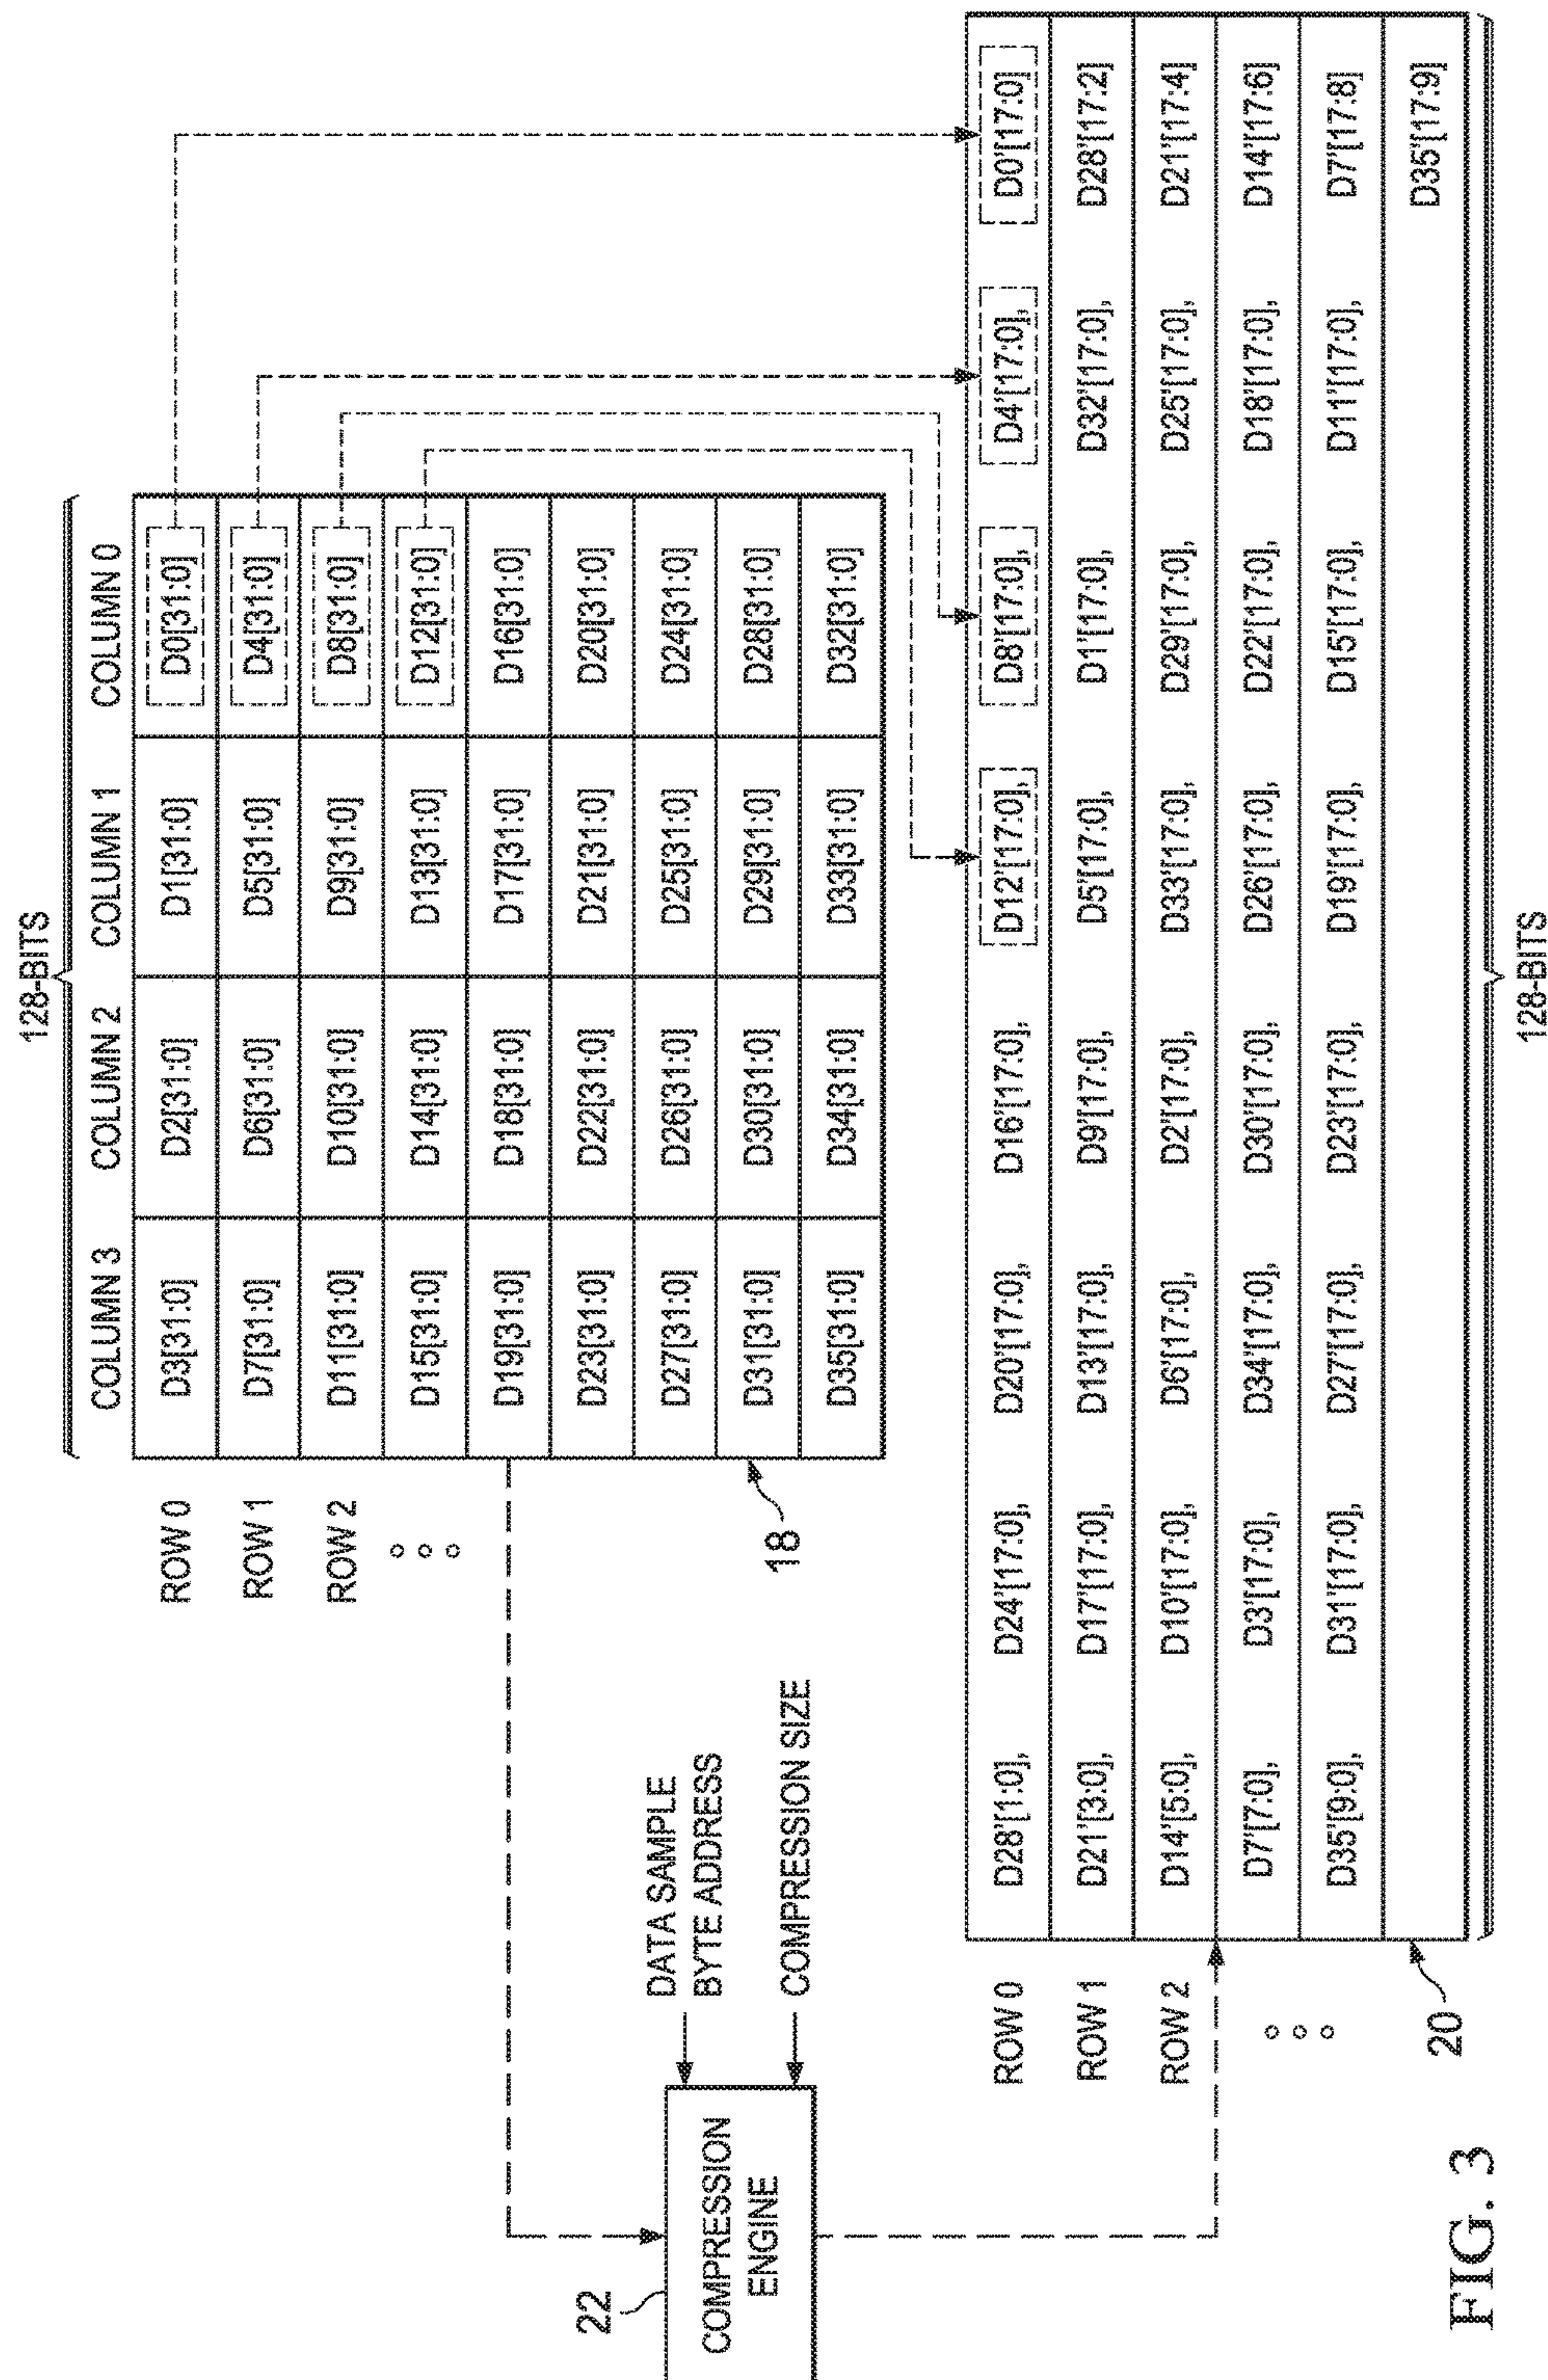 128-BITS
COLUMN 3 COLUMN 2 COLUMN 1 COLUMN 0
ROW 0 D3[31:0] D2[31:0] D1[31:0] D0[31:0]
ROW 1 D7[31:0] D6[31:0] D5[31:0] D4[31:0]
ROW 2 D11[31:0] D10[31:0] D9[31:0] D8[31:0]
D15[31:0] D14[31:0] D13[31:0] D12[31:0]
D19[31:0] D18[31:0] D17[31:0] D16[31:0]
D23[31:0] D22[31:0] D21[31:0] D20[31:0]
D27[31:0] D26[31:0] D25[31:0] D24[31:0]
D31[31:0] D30[31:0] D29[31:0] D28[31:0]
D35[31:0] D34[31:0] D33[31:0] D32[31:0]
18
22
COMPRESSION
ENGINE
DATA SAMPLE
BYTE ADDRESS
COMPRESSION SIZE
ROW 0 D28'[1:0], D24'[17:0], D20'[17:0], D16'[17:0], D12'[17:0], D8'[17:0], D4'[17:0], D0'[17:0]
ROW 1 D21'[3:0], D17'[17:0], D13'[17:0], D9'[17:0], D5'[17:0], D1'[17:0], D32'[17:0], D28'[17:2]
ROW 2 D14'[5:0], D10'[17:0], D6'[17:0], D2'[17:0], D33'[17:0], D29'[17:0], D25'[17:0], D21'[17:4]
D7'[7:0], D3'[17:0], D34'[17:0], D30'[17:0], D26'[17:0], D22'[17:0], D18'[17:0], D14'[17:6]
D35'[9:0], D31'[17:0], D27'[17:0], D23'[17:0], D19'[17:0], D15'[17:0], D11'[17:0], D7'[17:8]
D35'[17:9]
20
128-BITS
FIG. 3